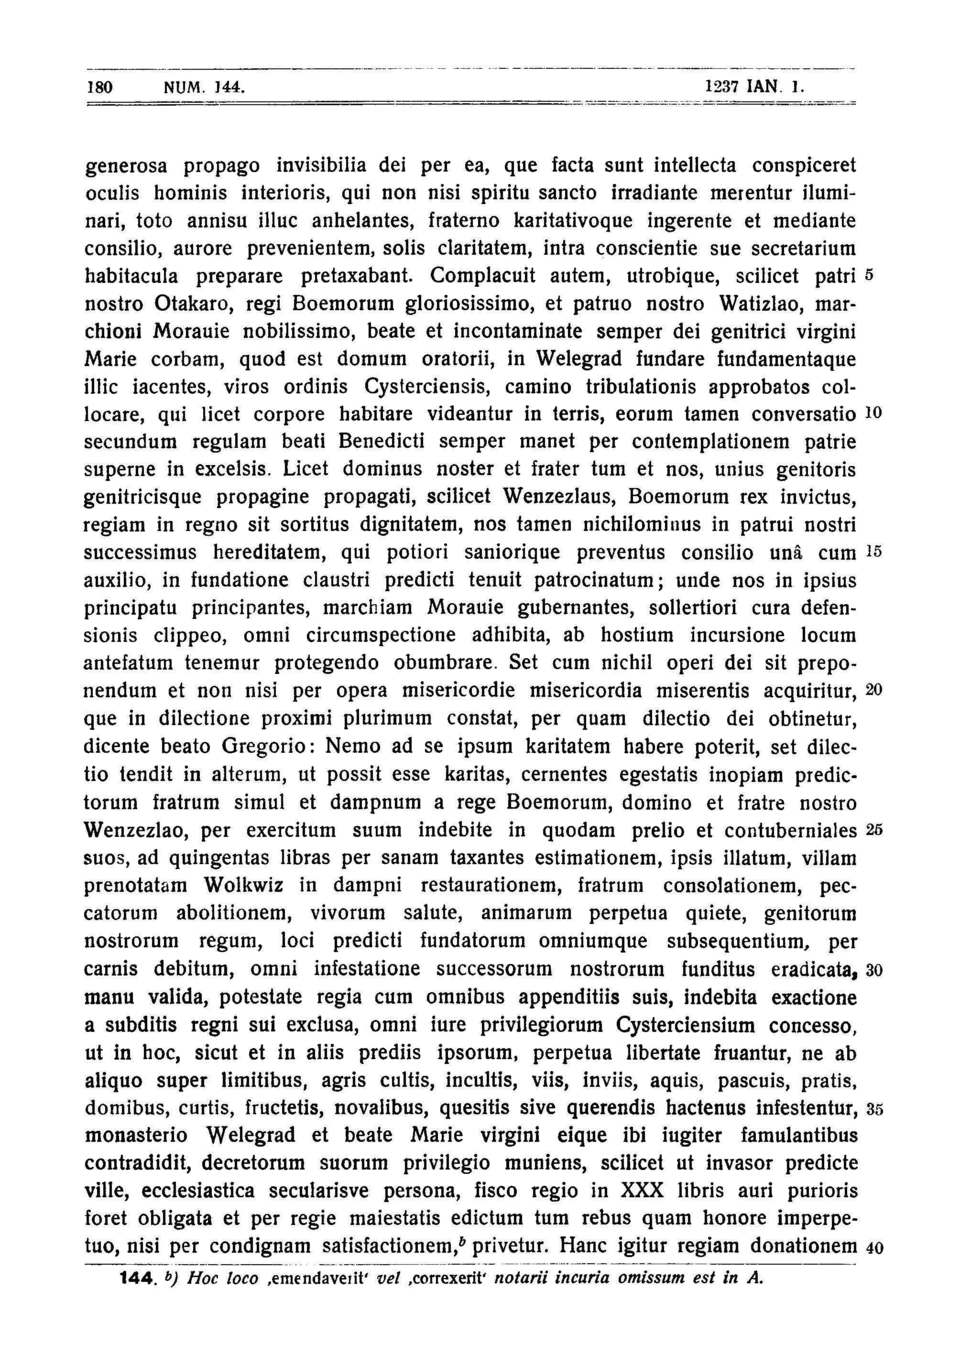 180 NUM. 144. 1237 IAN. 1.
generosa propago invisibilia dei per ea, que facta sunt intellecta conspiceret
oculis hominis interioris, qui non nisi spiritu sancto irradiante merentur ilumi-
nari, toto annisu illuc anhelantes, fraterno karitativoque ingerente et mediante
consilio, aurore prevenientem, solis claritatem, intra conscientie sue secretarium
habitacula preparare pretaxabant. Complacuit autem, utrobique, scilicet patri 5
nostro Otakaro, regi Boemorum gloriosissimo, et patruo nostro Watizlao, mar-
chioni Morauie nobilissimo, beate et incontaminate semper dei genitrici virgini
Marie corbam, quod est domum oratorii, in Welegrad fundare fundamentaque
illic iacentes, viros ordinis Cysterciensis, camino tribulationis approbatos col-
locare, qui licet corpore habitare videantur in terris, eorum tamen conversatio 10
secundum regulam beati Benedicti semper manet per contemplationem patrie
superne in excelsis. Licet dominus noster et frater tum et nos, unius genitoris
genitricisque propagine propagati, scilicet Wenzezlaus, Boemorum rex invictus,
regiam in regno sit sortitus dignitatem, nos tamen nichilominus in patrui nostri
successimus hereditatem, qui potiori saniorique preventus consilio unâ cum 15
auxilio, in fundatione claustri predicti tenuit patrocinatum; unde nos in ipsius
principatu principantes, marchiam Morauie gubernantes, sollertiori cura defen-
sionis clippeo, omni circumspectione adhibita, ab hostium incursione locum
antefatum tenemur protegendo obumbrare. Set cum nichil operi dei sit prepo-
nendum et non nisi per opera misericordie misericordia miserentis acquiritur, 20
que in dilectione proximi plurimum constat, per quam dilectio dei obtinetur,
dicente beato Gregorio: Nemo ad se ipsum karitatem habere poterit, set dilec-
tio tendit in alterum, ut possit esse karitas, cernentes egestatis inopiam predic-
torum fratrum simul et dampnum a rege Boemorum, domino et fratre nostro
Wenzezlao, per exercitum suum indebite in quodam prelio et contuberniales 25
suos, ad quingentas libras per sanam taxantes estimationem, ipsis illatum, villam
prenotatam Wolkwiz in dampni restaurationem, fratrum consolationem, pec-
catorum abolitionem, vivorum salute, animarum perpetua quiete, genitorum
nostrorum regum, loci predicti fundatorum omniumque subsequentium, per
carnis debitum, omni infestatione successorum nostrorum funditus eradicata, 30
manu valida, potestate regia cum omnibus appenditiis suis, indebita exactione
a subditis regni sui exclusa, omni iure privilegiorum Cysterciensium concesso,
ut in hoc, sicut et in aliis prediis ipsorum, perpetua libertate fruantur, ne ab
aliquo super limitibus, agris cultis, incultis, viis, inviis, aquis, pascuis, pratis,
domibus, curtis, fructetis, novalibus, quesitis sive querendis hactenus infestentur, 35
monasterio Welegrad et beate Marie virgini eique ibi iugiter famulantibus
contradidit, decretorum suorum privilegio muniens, scilicet ut invasor predicte
ville, ecclesiastica secularisve persona, fisco regio in XXX libris auri purioris
foret obligata et per regie maiestatis edictum tum rebus quam honore imperpe-
tuo, nisi per condignam satisfactionem,ᵇ privetur. Hanc igitur regiam donationem 40
144. ᵇ) Hoc loco ‚emendaverit‘ vel ‚correxerit‘ notarii incuria omissum est in A.